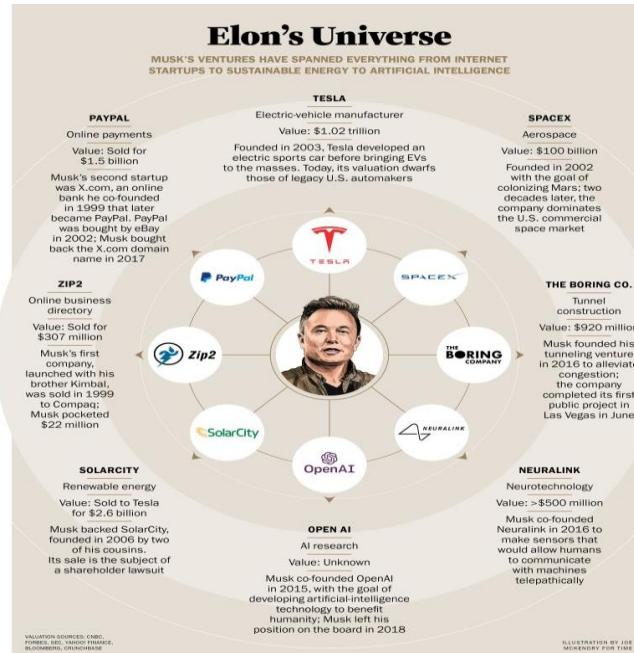 Elon's Universe
MUSK'S VENTURES HAVE SPANNED EVERYTHING FROM INTERNET
STARTUPS TO SUSTAINABLE ENERGY TO ARTIFICIAL INTELLIGENCE
TESLA
Electric-vehicle manufacturer
Value: $1.02 trillion
Founded in 2003, Tesla developed an
electric sports car before bringing EVs
to the masses. Today, its valuation dwarfs
those of legacy U.S. automakers
PAYPAL
Online payments
Value: Sold for
$1.5 billion
Musk's second startup
was X.com, an online
bank he co-founded
in 1999 that later
became PayPal. PayPal
was bought by eBay
in 2002; Musk bought
back the X.com domain
name in 2017
SPACEX
Aerospace
Value: $100 billion
Founded in 2002
with the goal of
colonizing Mars; two
decades later, the
company dominates
the U.S. commercial
space market
ZIP2
Online business
directory
Value: Sold for
$307 million
Musk's first
company,
launched with his
brother Kimbal,
was sold in 1999
to Compaq;
Musk pocketed
$22 million
TESLA
PayPal
SPACEX
Zip2
THE
BORING
COMPANY
SolarCity
NEURALINK
OpenAI
THE BORING CO.
Tunnel
construction
Value: $920 million
Musk founded his
tunneling venture
in 2016 to alleviate
congestion;
the company
completed its first
public project in
Las Vegas in June
SOLARCITY
Renewable energy
Value: Sold to Tesla
for $2.6 billion
Musk backed SolarCity,
founded in 2006 by two
of his cousins.
Its sale is the subject of
a shareholder lawsuit
OPEN AI
AI research
Value: Unknown
Musk co-founded OpenAI
in 2015, with the goal of
developing artificial-intelligence
technology to benefit
humanity; Musk left his
position on the board in 2018
NEURALINK
Neurotechnology
Value: >$500 million
Musk co-founded
Neuralink in 2016 to
make sensors that
would allow humans
to communicate
with machines
telepathically
VALUATION SOURCES: CNBC,
FORBES, SEC, YAHOO FINANCE,
BLOOMBERG, CRUNCHBASE
ILLUSTRATION BY JOE
MCKENDRY FOR TIME